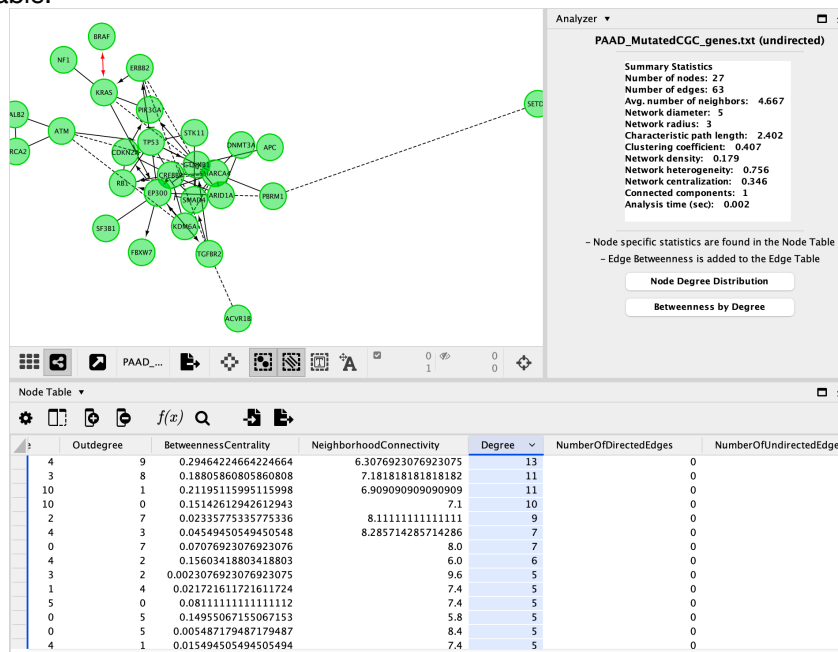 able.
BRAF
NF1
ERBB2
KRAS
PIK3CA
SETD
ALB2
ATM
STK11
TP53
RCA2
CDKN2A
DNMT3A
APC
CTNNB1
CREBBP
ARCA4
RB1
EP300
SMAD4
ARID1A
PBRM1
SF3B1
KDM6A
FBXW7
TGFBR2
ACVR1B
PAAD_...
0
1
0
0
Analyzer
PAAD_MutatedCGC_genes.txt (undirected)
Summary Statistics
Number of nodes: 27
Number of edges: 63
Avg. number of neighbors: 4.667
Network diameter: 5
Network radius: 3
Characteristic path length: 2.402
Clustering coefficient: 0.407
Network density: 0.179
Network heterogeneity: 0.756
Network centralization: 0.346
Connected components: 1
Analysis time (sec): 0.002
– Node specific statistics are found in the Node Table
– Edge Betweenness is added to the Edge Table
Node Degree Distribution
Betweenness by Degree
Node Table
f(x)
Outdegree BetweennessCentrality NeighborhoodConnectivity Degree NumberOfDirectedEdges NumberOfUndirectedEdge
4 9 0.29464224664224664 6.3076923076923075 13 0
3 8 0.18805860805860808 7.181818181818182 11 0
10 1 0.21195115995115998 6.909090909090909 11 0
10 0 0.15142612942612943 7.1 10 0
2 7 0.02335775335775336 8.11111111111111 9 0
4 3 0.04549450549450548 8.285714285714286 7 0
0 7 0.07076923076923076 8.0 7 0
4 2 0.15603418803418803 6.0 6 0
3 2 0.0023076923076923075 9.6 5 0
1 4 0.021721611721611724 7.4 5 0
5 0 0.08111111111111112 7.4 5 0
0 5 0.14955067155067153 5.8 5 0
0 5 0.005487179487179487 8.4 5 0
4 1 0.015494505494505494 7.4 5 0